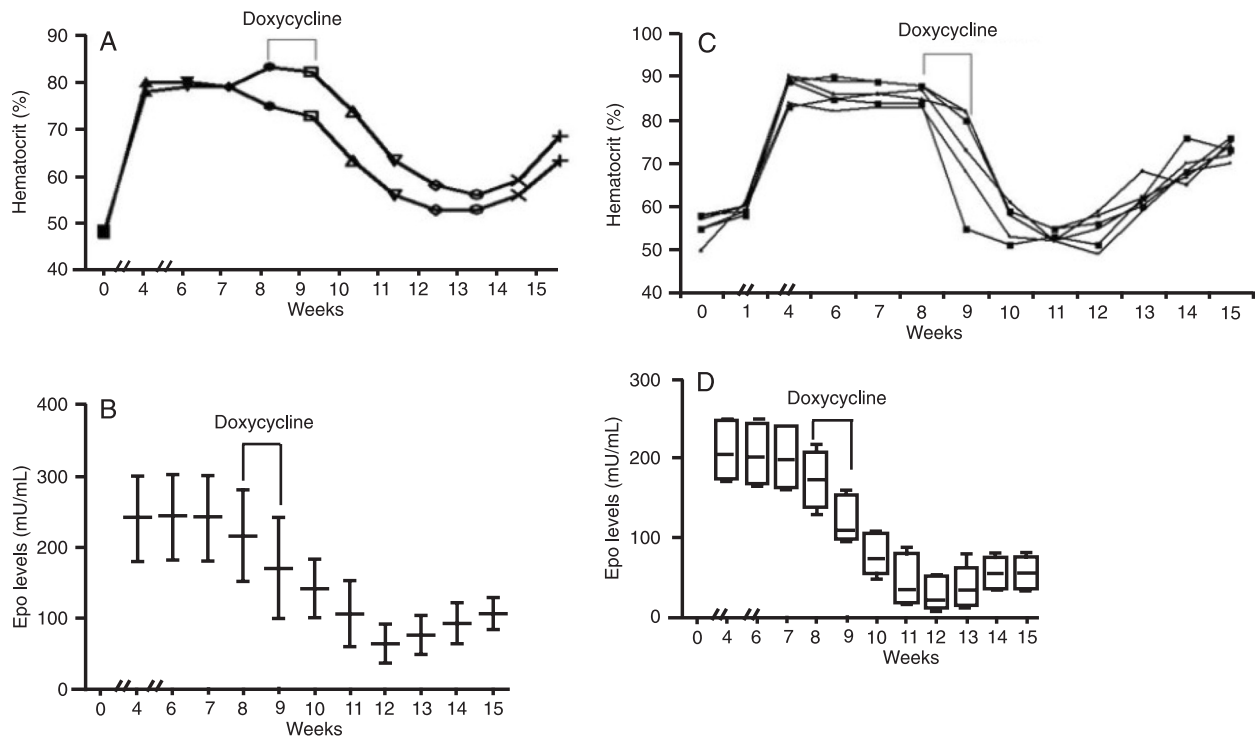 A
Doxycycline
Hematocrit (%)
90
80
70
60
50
40
0 4 6 7 8 9 10 11 12 13 14 15
Weeks
C
Doxycycline
Hematocrit (%)
100
90
80
70
60
50
40
0 1 4 6 7 8 9 10 11 12 13 14 15
Weeks
B
Doxycycline
Epo levels (mU/mL)
400
300
200
100
0
0 4 6 7 8 9 10 11 12 13 14 15
Weeks
D
Doxycycline
Epo levels (mU/mL)
300
200
100
0
0 4 6 7 8 9 10 11 12 13 14 15
Weeks